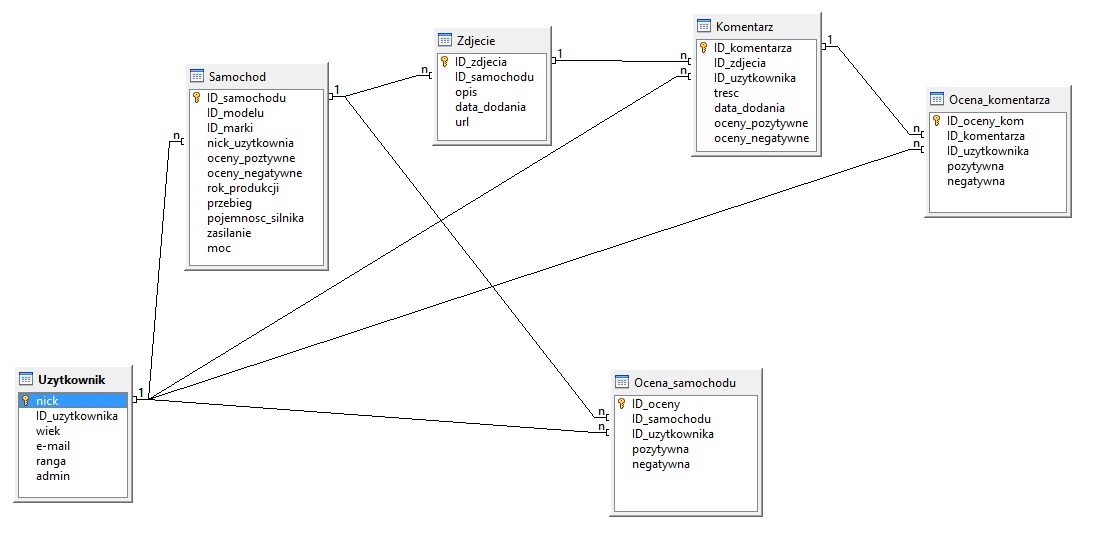 Samochod
ID_samochodu
ID_modelu
ID_marki
nick_uzytkownia
oceny_poztywne
oceny_negatywne
rok_produkcji
przebieg
pojemnosc_silnika
zasilanie
moc
1
n
Zdjecie
ID_zdjecia
ID_samochodu
opis
data_dodania
url
n
1
Komentarz
ID_komentarza
ID_zdjecia
ID_uzytkownika
tresc
data_dodania
oceny_pozytywne
oceny_negatywne
n
n
1
Ocena_komentarza
ID_oceny_kom
ID_komentarza
ID_uzytkownika
pozytywna
negatywna
n
n
Uzytkownik
nick
ID_uzytkownika
wiek
e-mail
ranga
admin
1
Ocena_samochodu
ID_oceny
ID_samochodu
ID_uzytkownika
pozytywna
negatywna
n
n